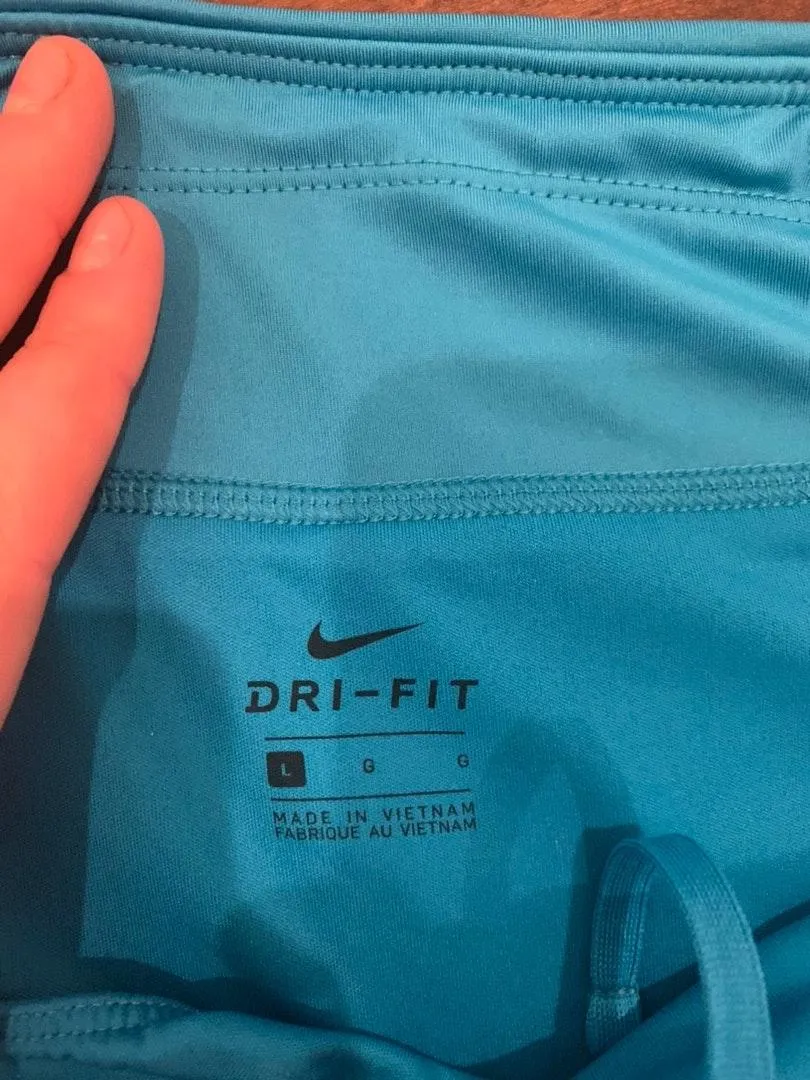 DRI-FIT
L G G
MADE IN VIETNAM
FABRIQUE AU VIETNAM